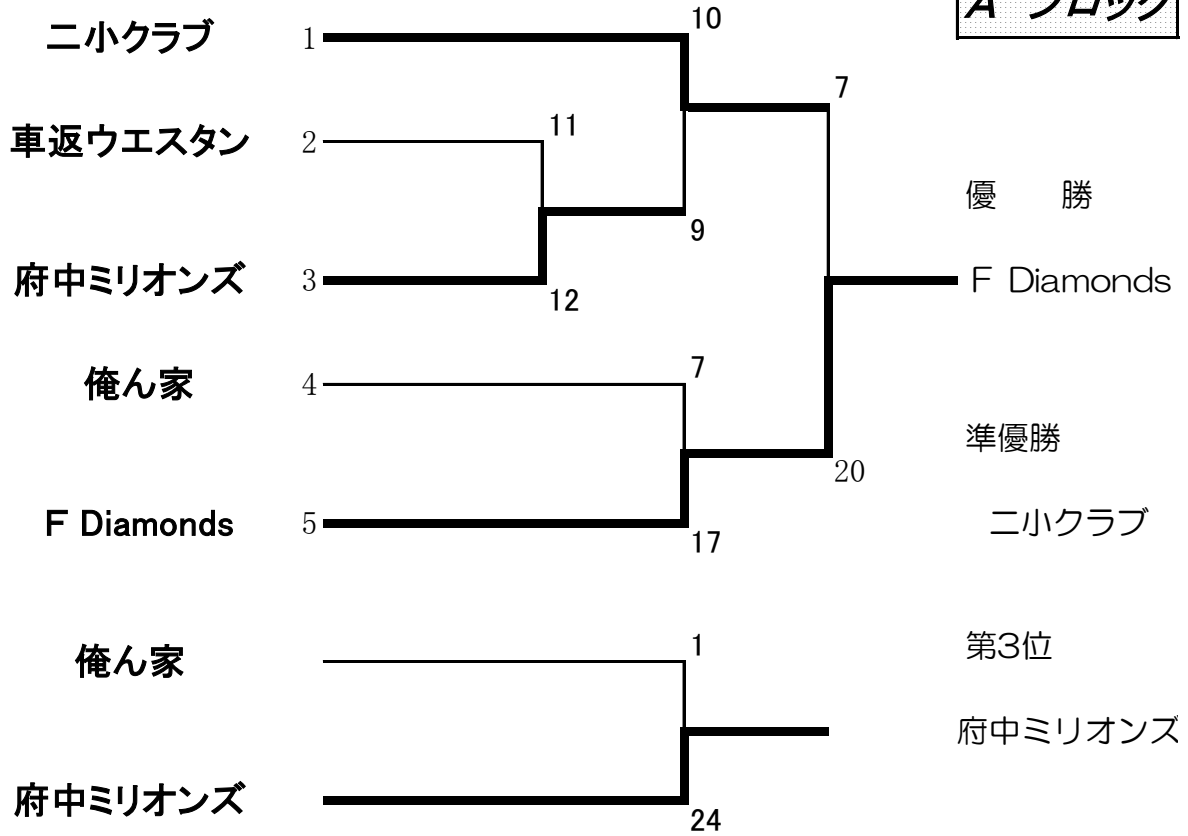 A ブロック
二小クラブ 1 10
7
車返ウエスタン 2 11
優 勝
9
府中ミリオンズ 3 12
F Diamonds
俺ん家 4 7
準優勝
20
F Diamonds 5 17
二小クラブ
俺ん家 1
第3位
府中ミリオンズ
府中ミリオンズ 24